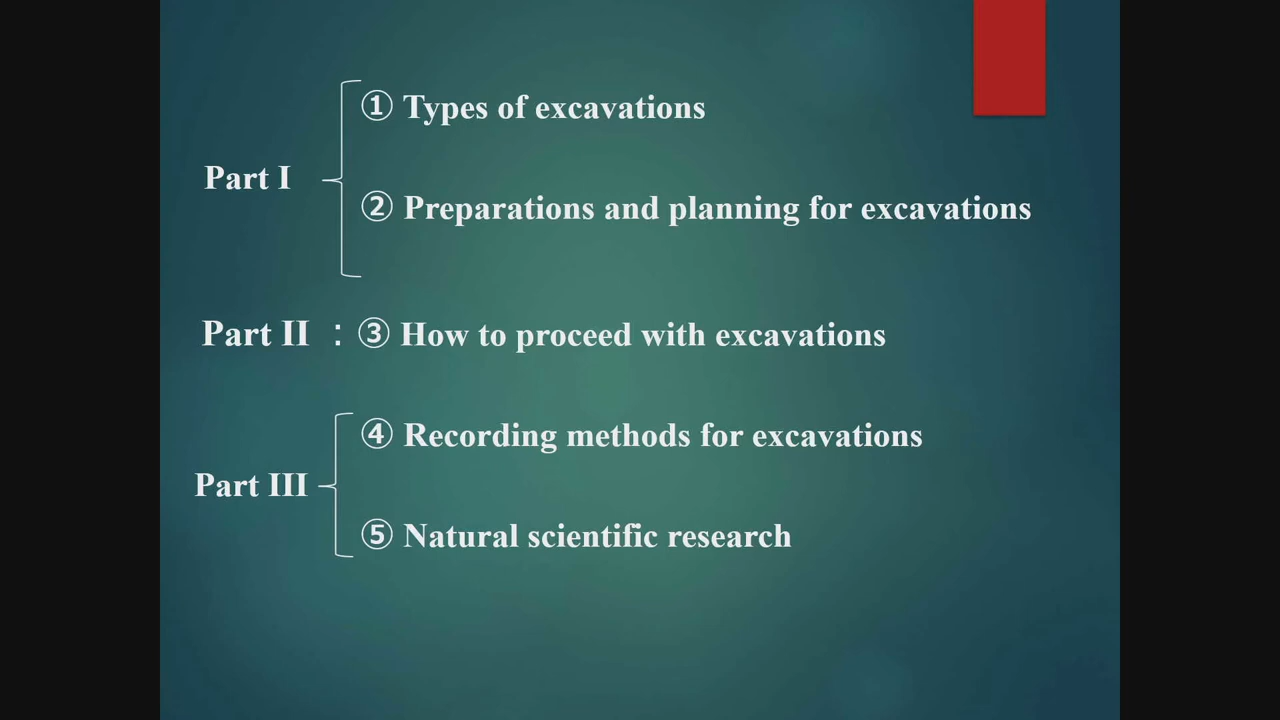 ① Types of excavations
Part I
② Preparations and planning for excavations
Part II : ③ How to proceed with excavations
④ Recording methods for excavations
Part III
⑤ Natural scientific research